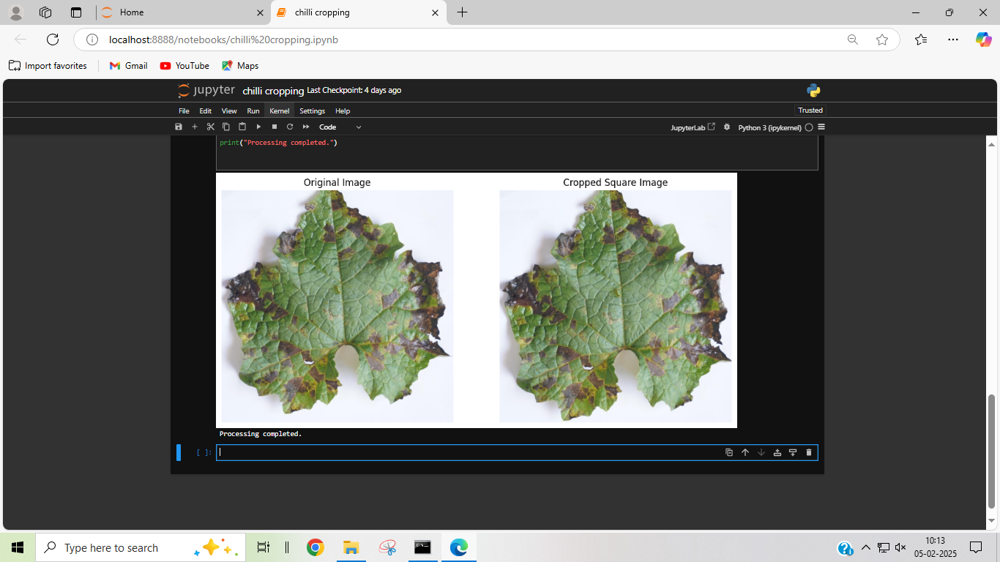 Home
chilli cropping
localhost:8888/notebooks/chilli%20cropping.ipynb
Import favorites
Gmail
YouTube
Maps
jupyter
chilli cropping Last Checkpoint: 4 days ago
File Edit View Run Kernel Settings Help
Trusted
Code
JupyterLab
Python 3 (ipykernel)
print("Processing completed.")
Original Image
Cropped Square Image
Processing completed.
[ ]:
Type here to search
10:13
05-02-2025